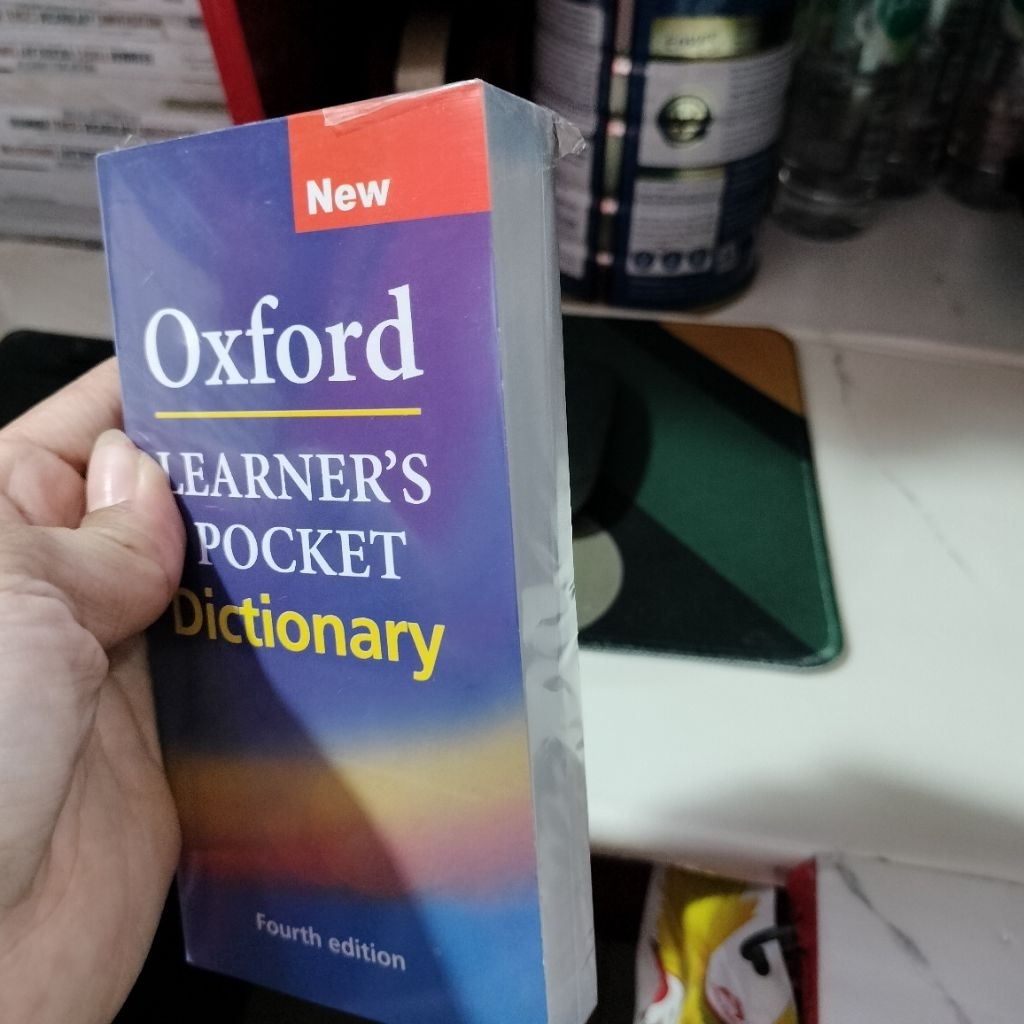 New
Oxford
LEARNER'S
POCKET
Dictionary
Fourth edition